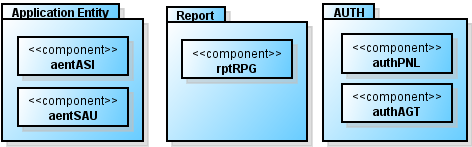 Application Entity
<<component>>
aentASI
<<component>>
aentSAU
Report
<<component>>
rptRPG
AUTH
<<component>>
authPNL
<<component>>
authAGT